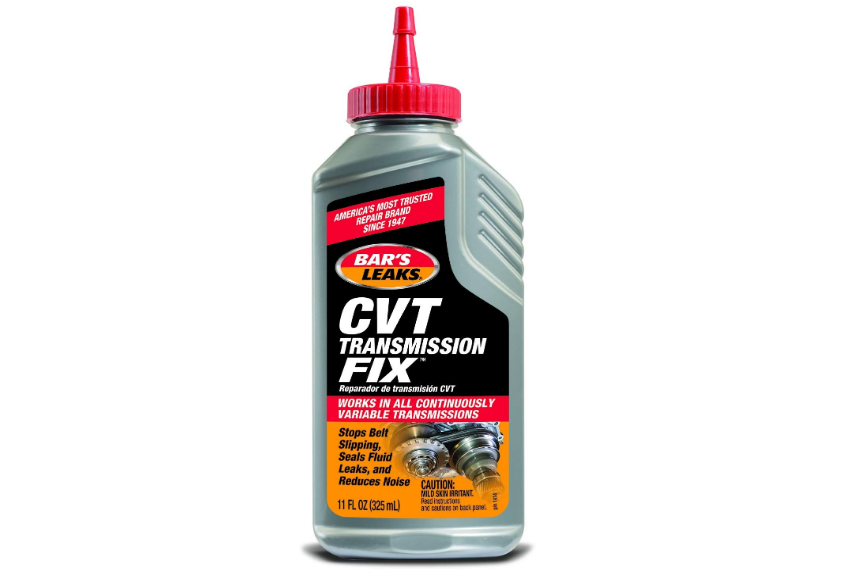 AMERICA'S MOST TRUSTED
REPAIR BRAND
SINCE 1947
BAR'S
LEAKS®
CVT
TRANSMISSION
FIX™
Reparador de transmisión CVT
WORKS IN ALL CONTINUOUSLY
VARIABLE TRANSMISSIONS
Stops Belt
Slipping,
Seals Fluid
Leaks, and
Reduces Noise
CAUTION:
MILD SKIN IRRITANT.
Read instructions
and cautions on back panel.
11 FL OZ (325 mL)